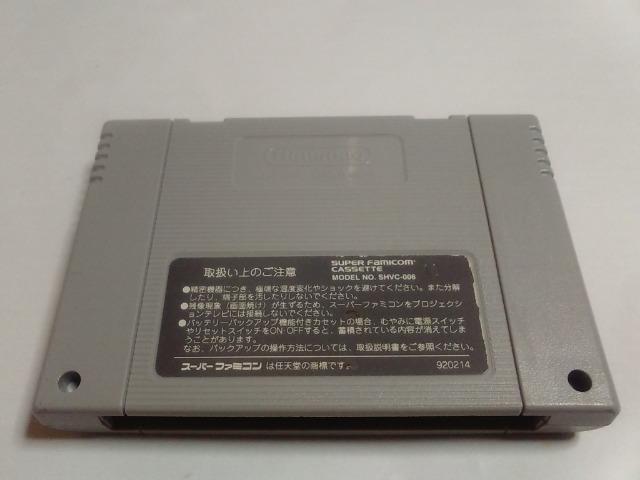 Nintendo
SUPER FAMICOM
CASSETTE
取扱い上のご注意
MODEL NO. SHVC-006
●精密機器につき、極端な温度変化やショックを避けてください。また分解
したり、端子部を汚したりしないでください。
●残像現象（画面焼け）が生ずるため、スーパーファミコンをプロジェクシ
ョンテレビには接続しないでください。
●バッテリーバックアップ機能付きカセットの場合、むやみに電源スイッチ
やリセットスイッチをON・OFFすると、蓄積されている内容が消えてしま
うことがあります。
なお、バックアップの操作方法については、取扱説明書をご参照ください。
スーパーファミコンは任天堂の商標です。
920214